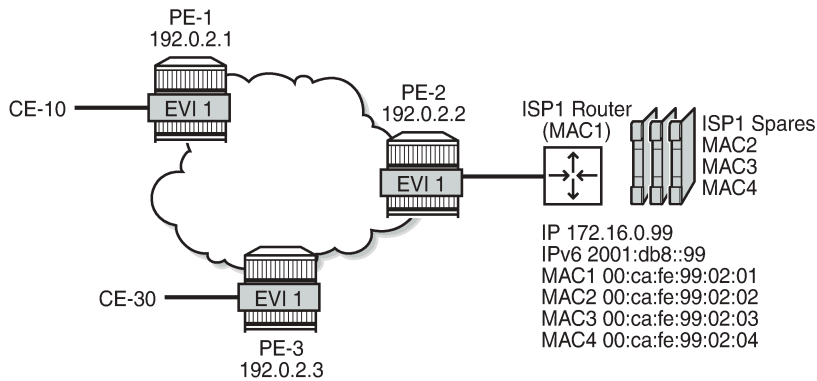 PE-1
192.0.2.1
CE-10
EVI 1
PE-2
192.0.2.2
EVI 1
ISP1 Router
(MAC1)
ISP1 Spares
MAC2
MAC3
MAC4
IP 172.16.0.99
IPv6 2001:db8::99
MAC1 00:ca:fe:99:02:01
MAC2 00:ca:fe:99:02:02
MAC3 00:ca:fe:99:02:03
MAC4 00:ca:fe:99:02:04
CE-30
EVI 1
PE-3
192.0.2.3